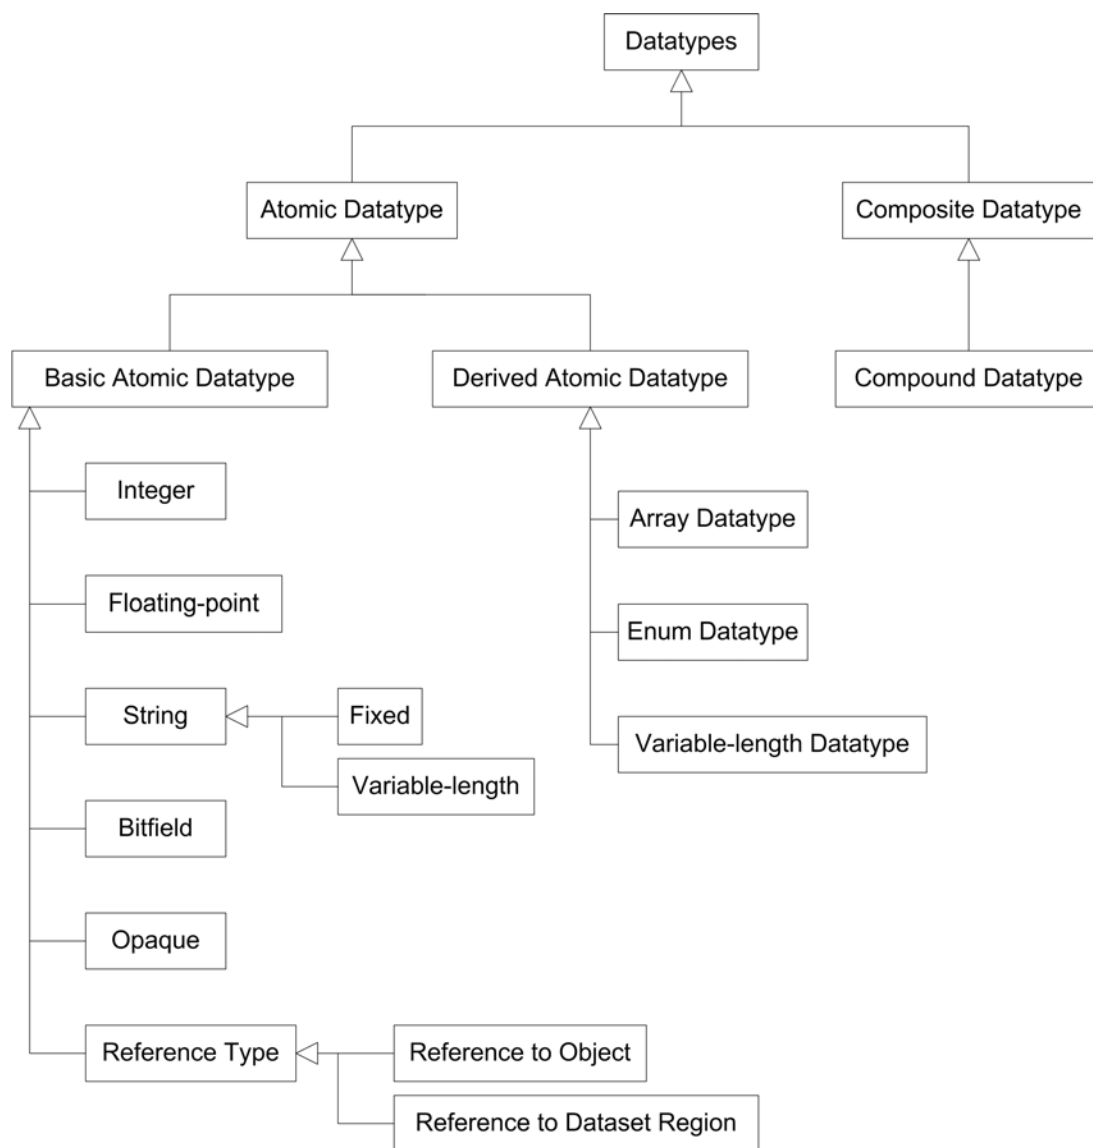 Datatypes
Atomic Datatype
Composite Datatype
Basic Atomic Datatype
Derived Atomic Datatype
Compound Datatype
Integer
Array Datatype
Floating-point
Enum Datatype
String
Fixed
Variable-length Datatype
Variable-length
Bitfield
Opaque
Reference Type
Reference to Object
Reference to Dataset Region